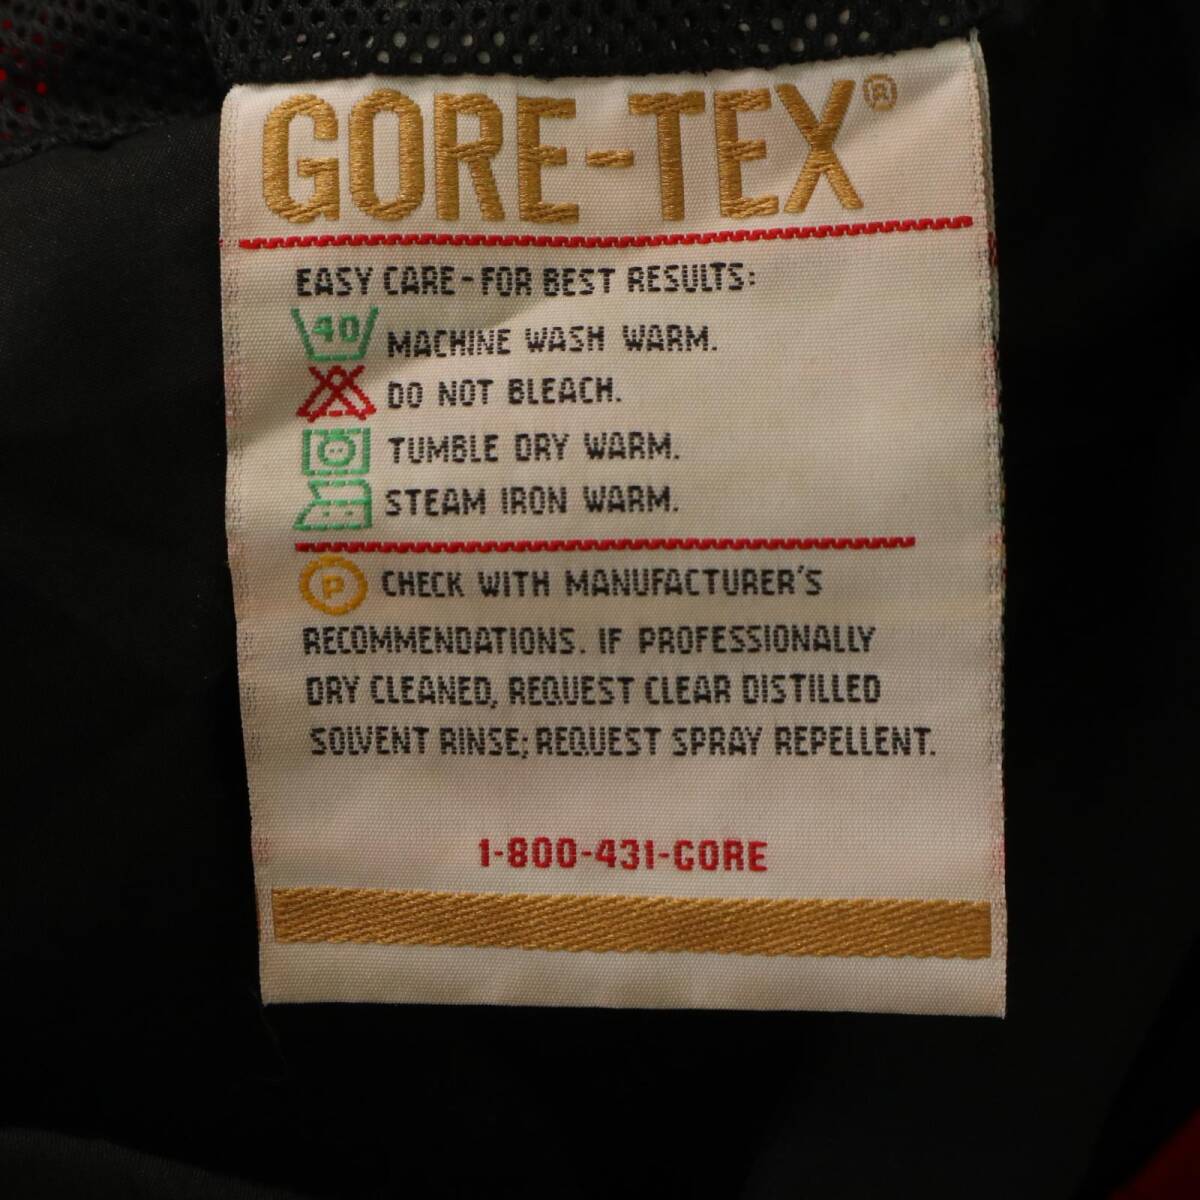 GORE-TEX®
EASY CARE-FOR BEST RESULTS:
40 MACHINE WASH WARM.
DO NOT BLEACH.
TUMBLE DRY WARM.
STEAM IRON WARM.
P CHECK WITH MANUFACTURER'S
RECOMMENDATIONS. IF PROFESSIONALLY
DRY CLEANED, REQUEST CLEAR DISTILLED
SOLVENT RINSE; REQUEST SPRAY REPELLENT.
1-800-431-GORE